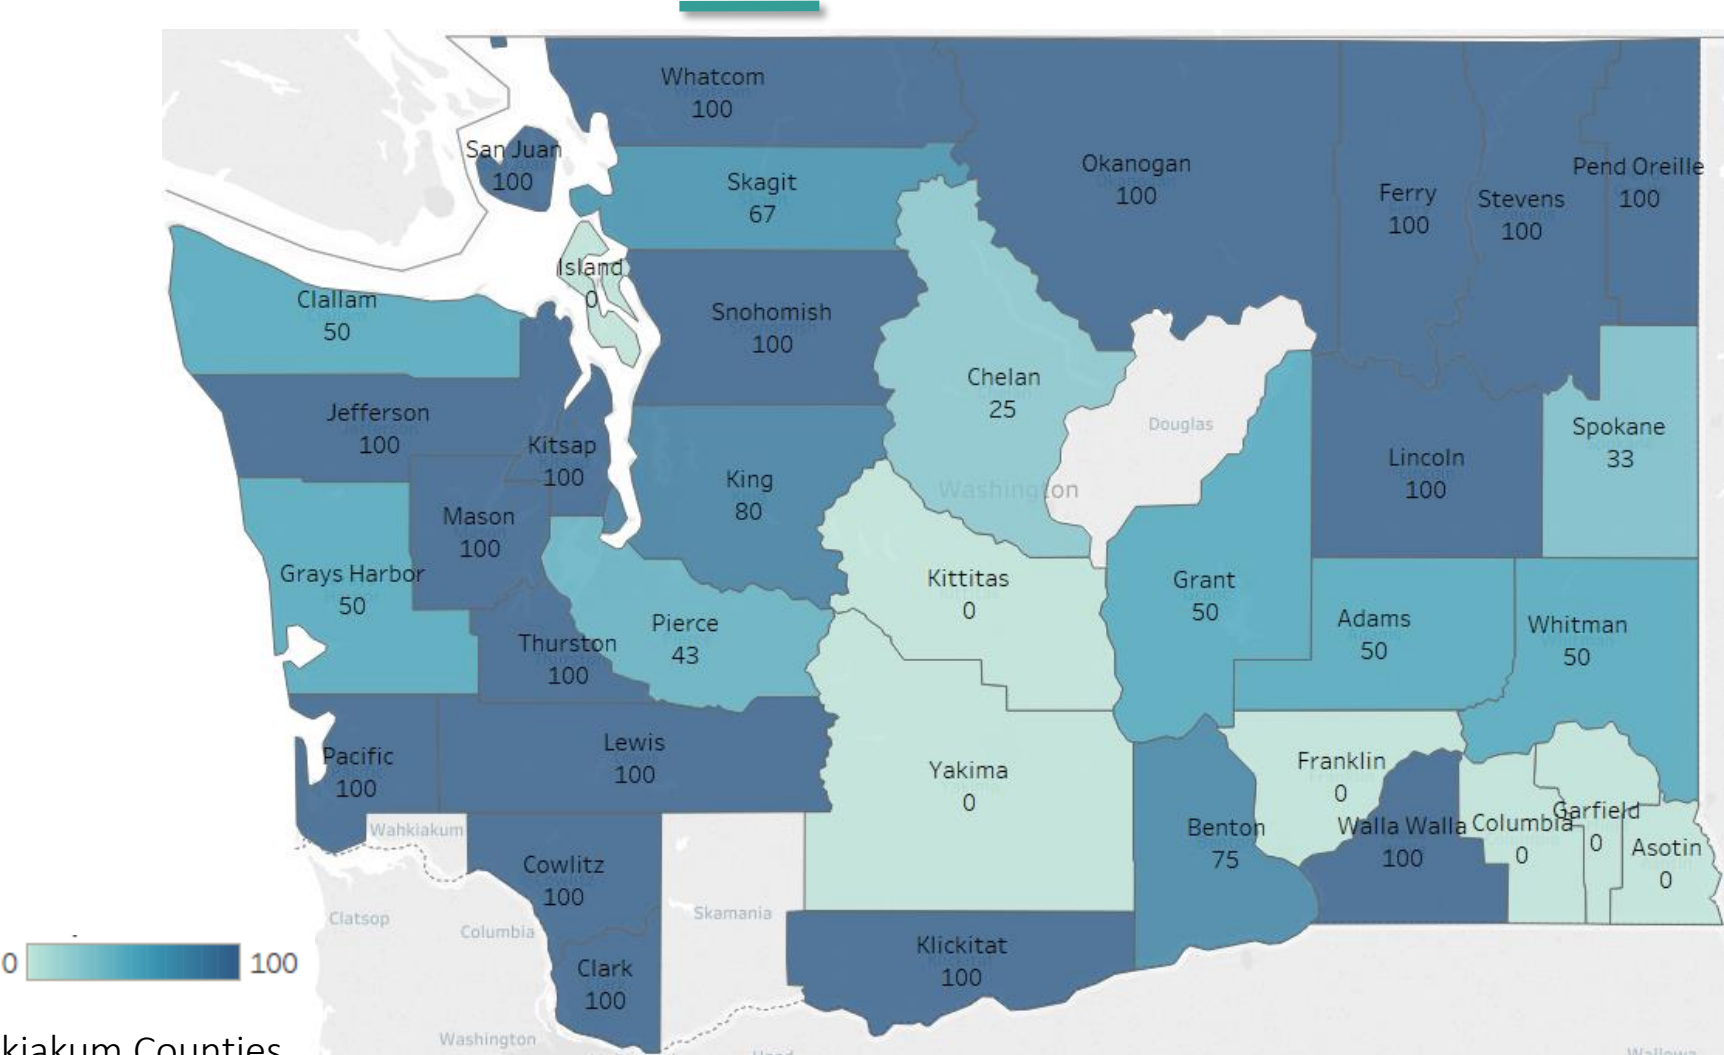 Whatcom
100
San Juan
100
Skagit
67
Okanogan
100
Ferry
100
Stevens
100
Pend Oreille
100
Island
0
Clallam
50
Snohomish
100
Chelan
25
Douglas
Jefferson
100
Kitsap
100
King
80
Washington
Lincoln
100
Spokane
33
Mason
100
Grays Harbor
50
Thurston
100
Pierce
43
Kittitas
0
Grant
50
Adams
50
Whitman
50
Pacific
100
Lewis
100
Yakima
0
Franklin
0
Benton
75
Walla Walla
100
Columbia
0
Garfield
0
Asotin
0
Wahkiakum
Cowlitz
100
Clatsop
Columbia
Skamania
Klickitat
100
Clark
100
0
100
Washington
kiakum Counties